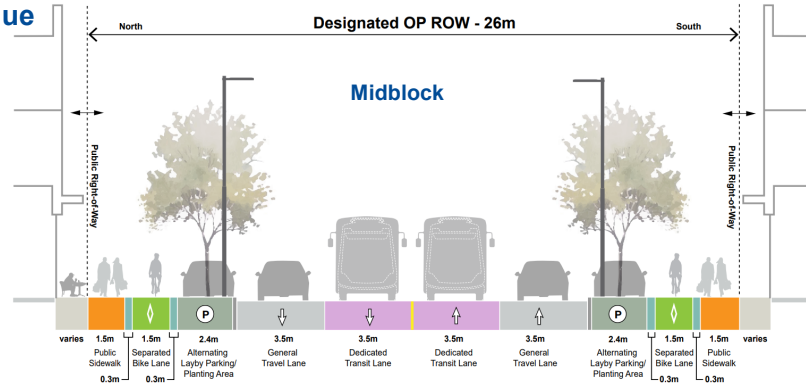 ue
Designated OP ROW - 26m
North
South
Midblock
Public Right-of-Way
Public Right-of-Way
P
P
varies
1.5m
1.5m
2.4m
3.5m
3.5m
3.5m
3.5m
2.4m
1.5m
1.5m
varies
Public
Sidewalk
Separated
Bike Lane
Alternating
Layby Parking/
Planting Area
General
Travel Lane
Dedicated
Transit Lane
Dedicated
Transit Lane
General
Travel Lane
Alternating
Layby Parking/
Planting Area
Separated
Bike Lane
Public
Sidewalk
0.3m
0.3m
0.3m
0.3m